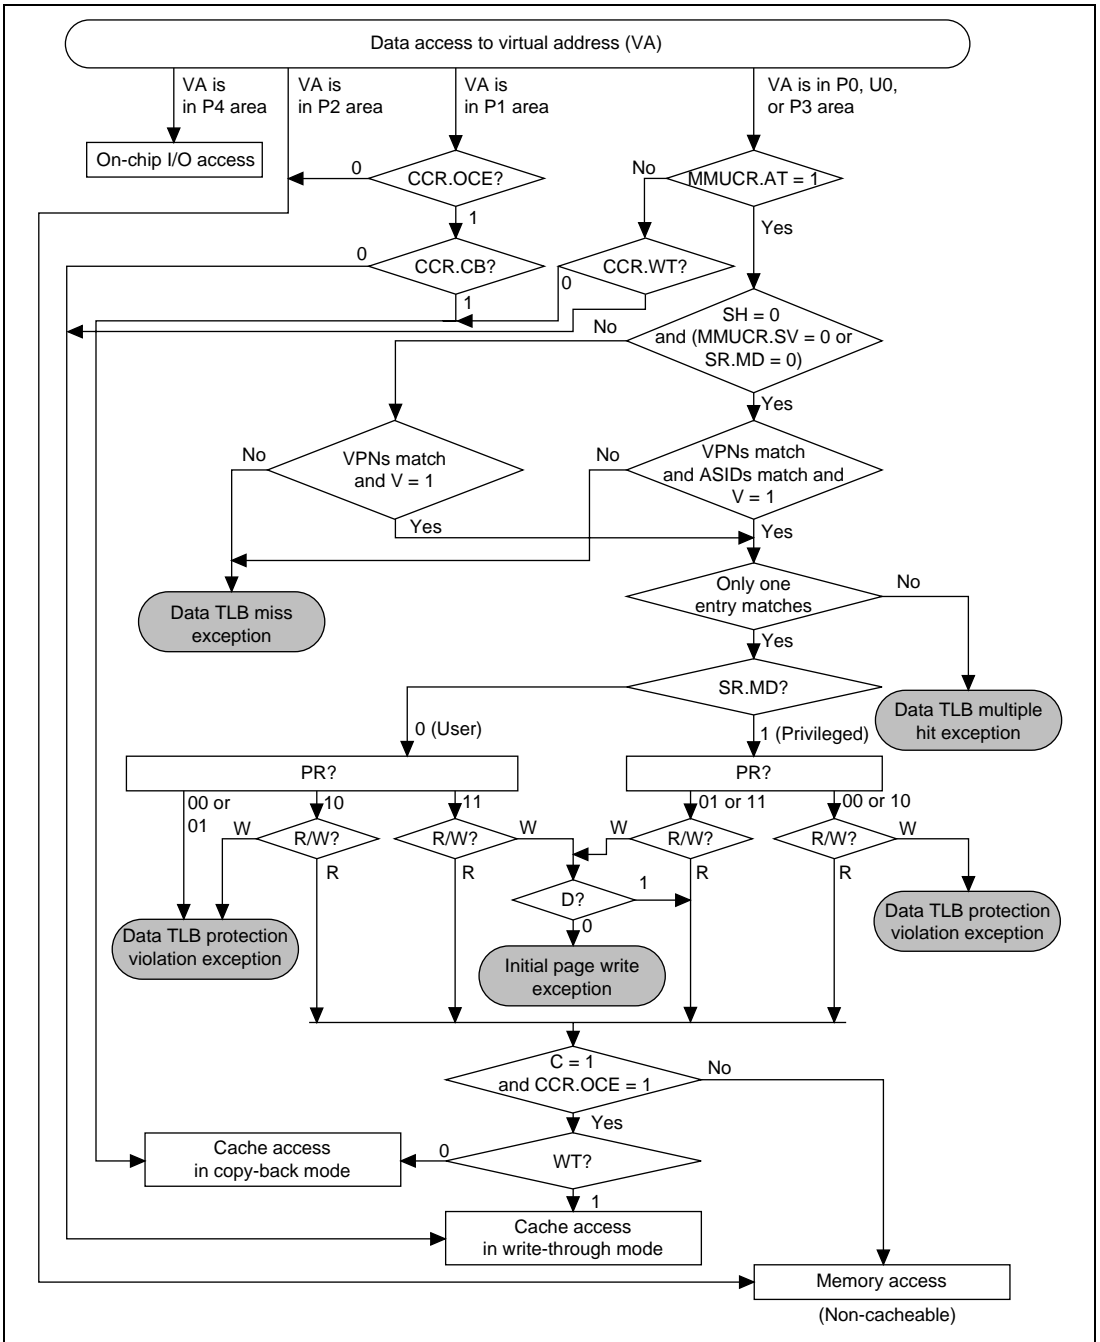 Data access to virtual address (VA)
VA is
in P4 area
VA is
in P2 area
VA is
in P1 area
VA is in P0, U0,
or P3 area
On-chip I/O access
0
CCR.OCE?
1
No
MMUCR.AT = 1
Yes
0
CCR.CB?
1
CCR.WT?
0
SH = 0
and (MMUCR.SV = 0 or
SR.MD = 0)
No
Yes
No
VPNs match
and V = 1
Yes
No
VPNs match
and ASIDs match and
V = 1
Yes
Only one
entry matches
No
Yes
Data TLB miss
exception
SR.MD?
0 (User)
1 (Privileged)
Data TLB multiple
hit exception
PR?
PR?
00 or
01
10
11
01 or 11
00 or 10
W
R/W?
R
R/W?
W
R
W
R/W?
R
R/W?
W
R
D?
1
0
Data TLB protection
violation exception
Initial page write
exception
Data TLB protection
violation exception
C = 1
and CCR.OCE = 1
No
Yes
Cache access
in copy-back mode
0
WT?
1
Cache access
in write-through mode
Memory access
(Non-cacheable)